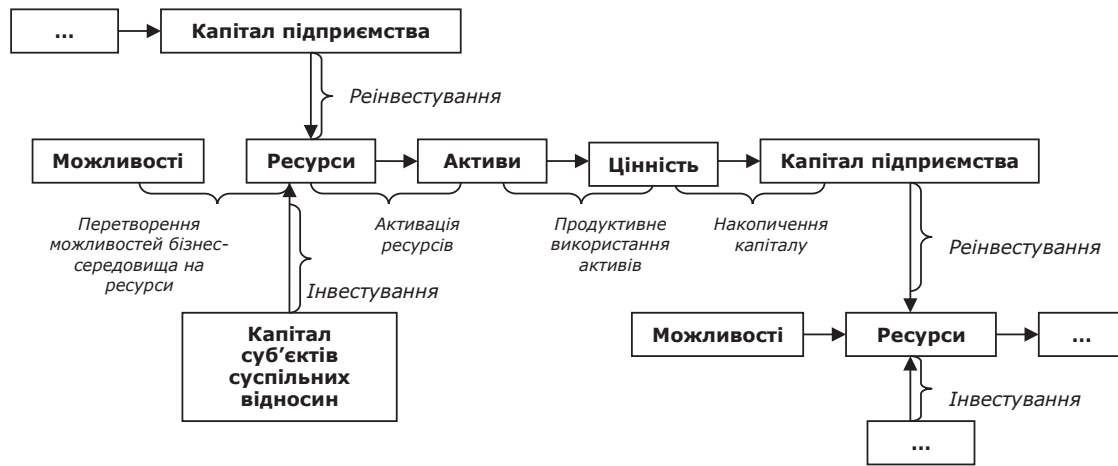 ...
Капітал підприємства
Реінвестування
Можливості
Ресурси
Активи
Цінність
Капітал підприємства
Перетворення
можливостей бізнес-
середовища на
ресурси
Активація
ресурсів
Продуктивне
використання
активів
Накопичення
капіталу
Реінвестування
Інвестування
Капітал
суб’єктів
суспільних
відносин
Можливості
Ресурси
...
Інвестування
...